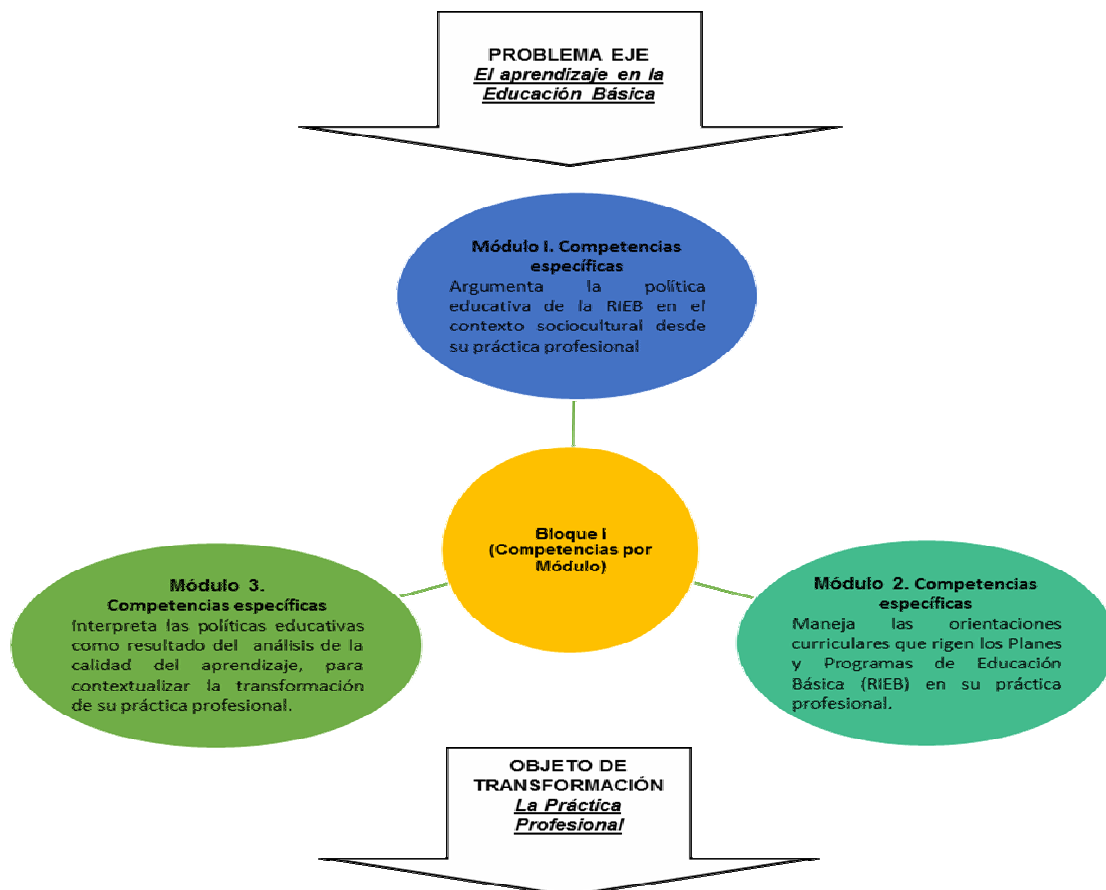 PROBLEMA EJE
El aprendizaje en la
Educación Básica
Módulo I. Competencias
específicas
Argumenta la política
educativa de la RIEB en el
contexto sociocultural desde
su práctica profesional
Bloque I
(Competencias por
Módulo)
Módulo 3.
Competencias específicas
Interpreta las políticas educativas
como resultado del análisis de la
calidad del aprendizaje, para
contextualizar la transformación
de su práctica profesional.
Módulo 2. Competencias
específicas
Maneja las orientaciones
curriculares que rigen los Planes
y Programas de Educación
Básica (RIEB) en su práctica
profesional.
OBJETO DE
TRANSFORMACIÓN
La Práctica
Profesional